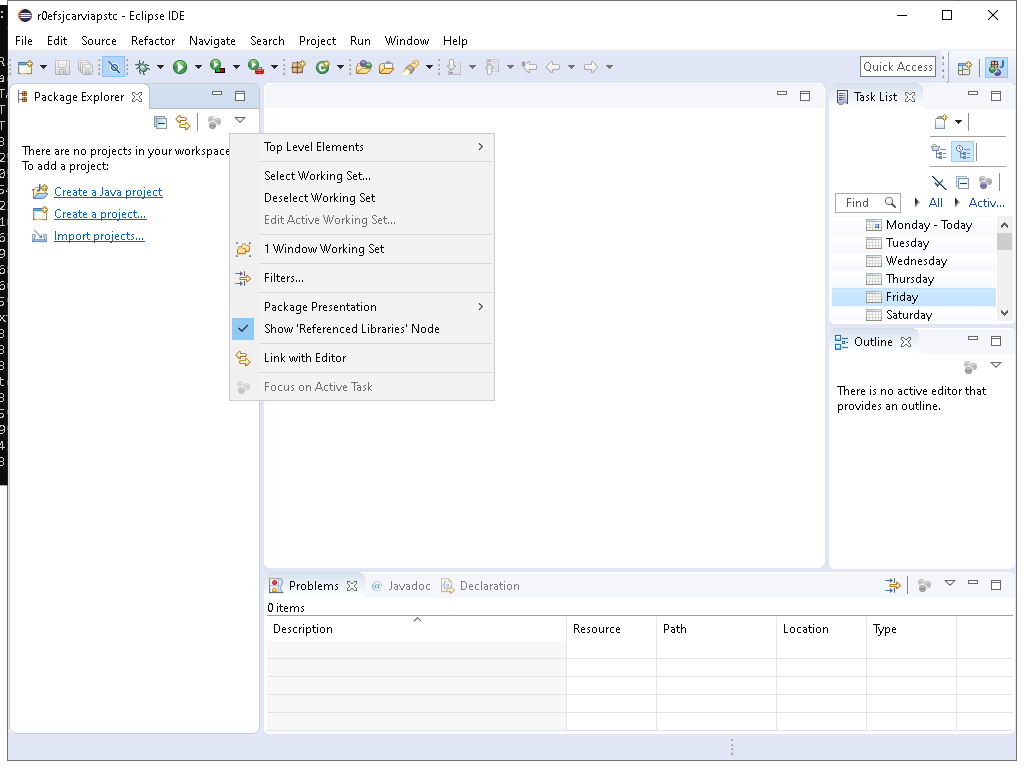 r0efsjcarviapstc - Eclipse IDE
File Edit Source Refactor Navigate Search Project Run Window Help
Quick Access
Package Explorer
Task List
There are no projects in your workspace
To add a project:
Create a Java project
Create a project...
Import projects...
Top Level Elements
Select Working Set...
Deselect Working Set
Edit Active Working Set...
1 Window Working Set
Filters...
Package Presentation
Show 'Referenced Libraries' Node
Link with Editor
Focus on Active Task
Find All Activ...
Monday - Today
Tuesday
Wednesday
Thursday
Friday
Saturday
Outline
There is no active editor that
provides an outline.
Problems @ Javadoc Declaration
0 items
Description Resource Path Location Type